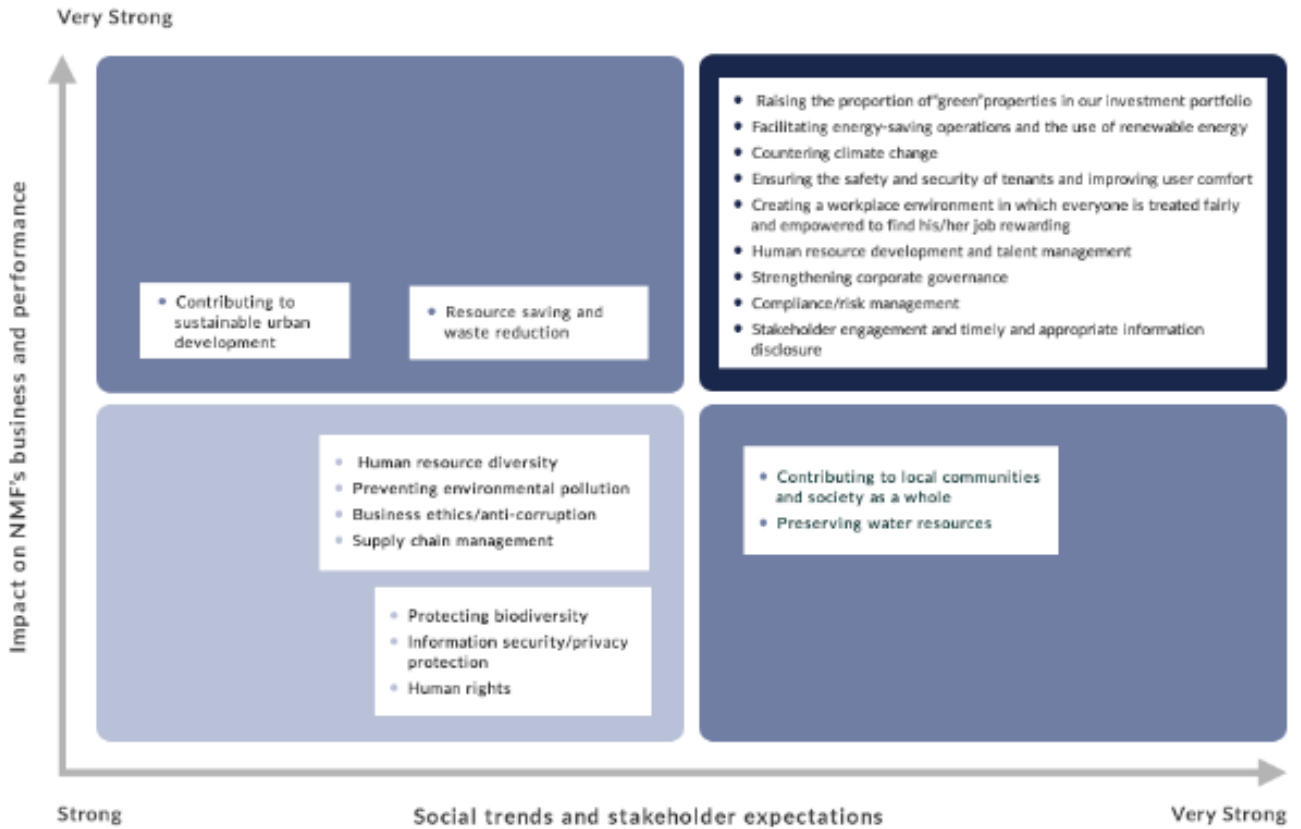 Very Strong
Impact on NMF's business and performance
• Contributing to
sustainable urban
development
• Resource saving and
waste reduction
• Raising the proportion of"green"properties in our investment portfolio
• Facilitating energy-saving operations and the use of renewable energy
• Countering climate change
• Ensuring the safety and security of tenants and improving user comfort
• Creating a workplace environment in which everyone is treated fairly
and empowered to find his/her job rewarding
• Human resource development and talent management
• Strengthening corporate governance
• Compliance/risk management
• Stakeholder engagement and timely and appropriate information
disclosure
• Human resource diversity
• Preventing environmental pollution
• Business ethics/anti-corruption
• Supply chain management
• Protecting biodiversity
• Information security/privacy
protection
• Human rights
• Contributing to local communities
and society as a whole
• Preserving water resources
Strong
Social trends and stakeholder expectations
Very Strong